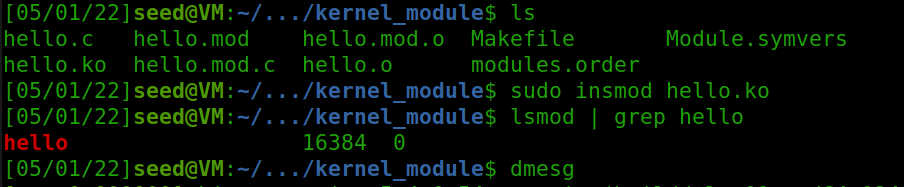 [05/01/22]seed@VM:~/.../kernel_module$ ls
hello.c   hello.mod    hello.mod.o  Makefile       Module.symvers
hello.ko  hello.mod.c  hello.o      modules.order
[05/01/22]seed@VM:~/.../kernel_module$ sudo insmod hello.ko
[05/01/22]seed@VM:~/.../kernel_module$ lsmod | grep hello
hello                  16384  0
[05/01/22]seed@VM:~/.../kernel_module$ dmesg